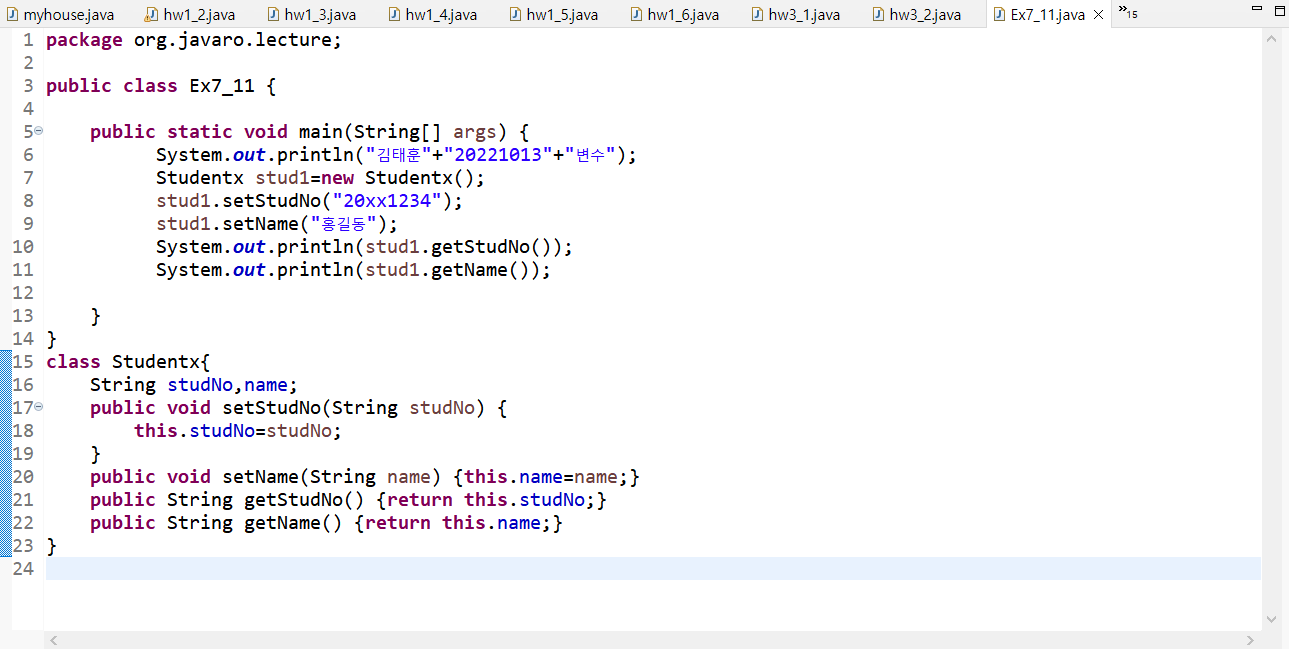 myhouse.java hw1_2.java hw1_3.java hw1_4.java hw1_5.java hw1_6.java hw3_1.java hw3_2.java Ex7_11.java »15
1 package org.javaro.lecture;
2
3 public class Ex7_11 {
4
5 public static void main(String[] args) {
6 System.out.println("김태훈"+"20221013"+"변수");
7 Studentx stud1=new Studentx();
8 stud1.setStudNo("20xx1234");
9 stud1.setName("홍길동");
10 System.out.println(stud1.getStudNo());
11 System.out.println(stud1.getName());
12
13 }
14 }
15 class Studentx{
16 String studNo,name;
17 public void setStudNo(String studNo) {
18 this.studNo=studNo;
19 }
20 public void setName(String name) {this.name=name;}
21 public String getStudNo() {return this.studNo;}
22 public String getName() {return this.name;}
23 }
24